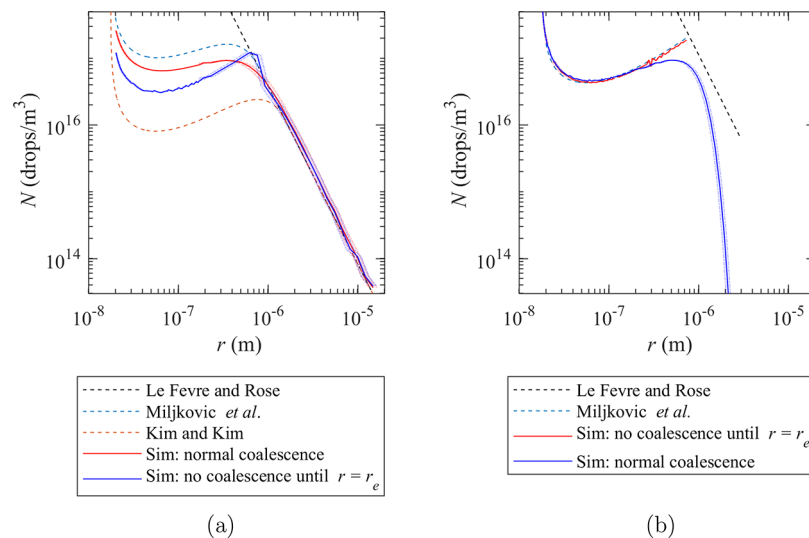 10^16
10^14
N (drops/m^3)
10^-8 10^-7 10^-6 10^-5
r (m)
Le Fevre and Rose
Miljkovic et al.
Kim and Kim
Sim: normal coalescence
Sim: no coalescence until r = r_e
(a)
10^16
10^14
N (drops/m^3)
10^-8 10^-7 10^-6 10^-5
r (m)
Le Fevre and Rose
Miljkovic et al.
Sim: no coalescence until r = r_e
Sim: normal coalescence
(b)